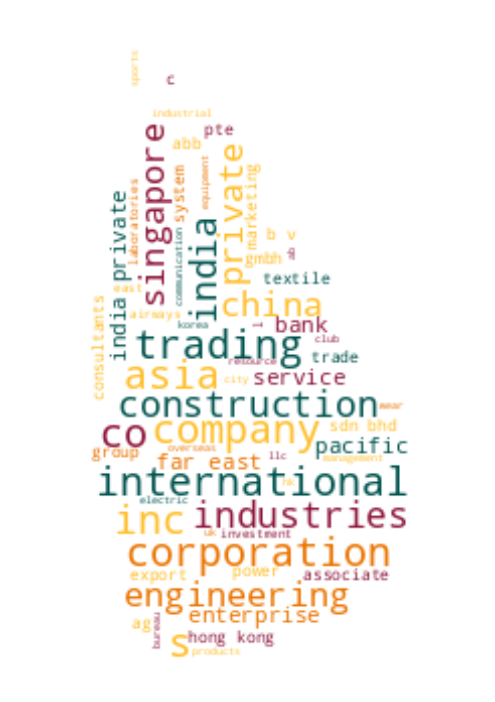 sports
c
industrial
singapore
pte
abb
private
system
equipment
marketing
laboratories
india private
india
communication
b v
gmbh
textile
east
china
airways
consultants
korea
bank
trading
club
trade
resource
asia
city
service
construction
wear
co
company
sdn bhd
pacific
group
overseas
far east
llc
management
international
hk
electric
inc
industries
uk
investment
corporation
export
power
associate
engineering
enterprise
ag
bureau
s
hong kong
products